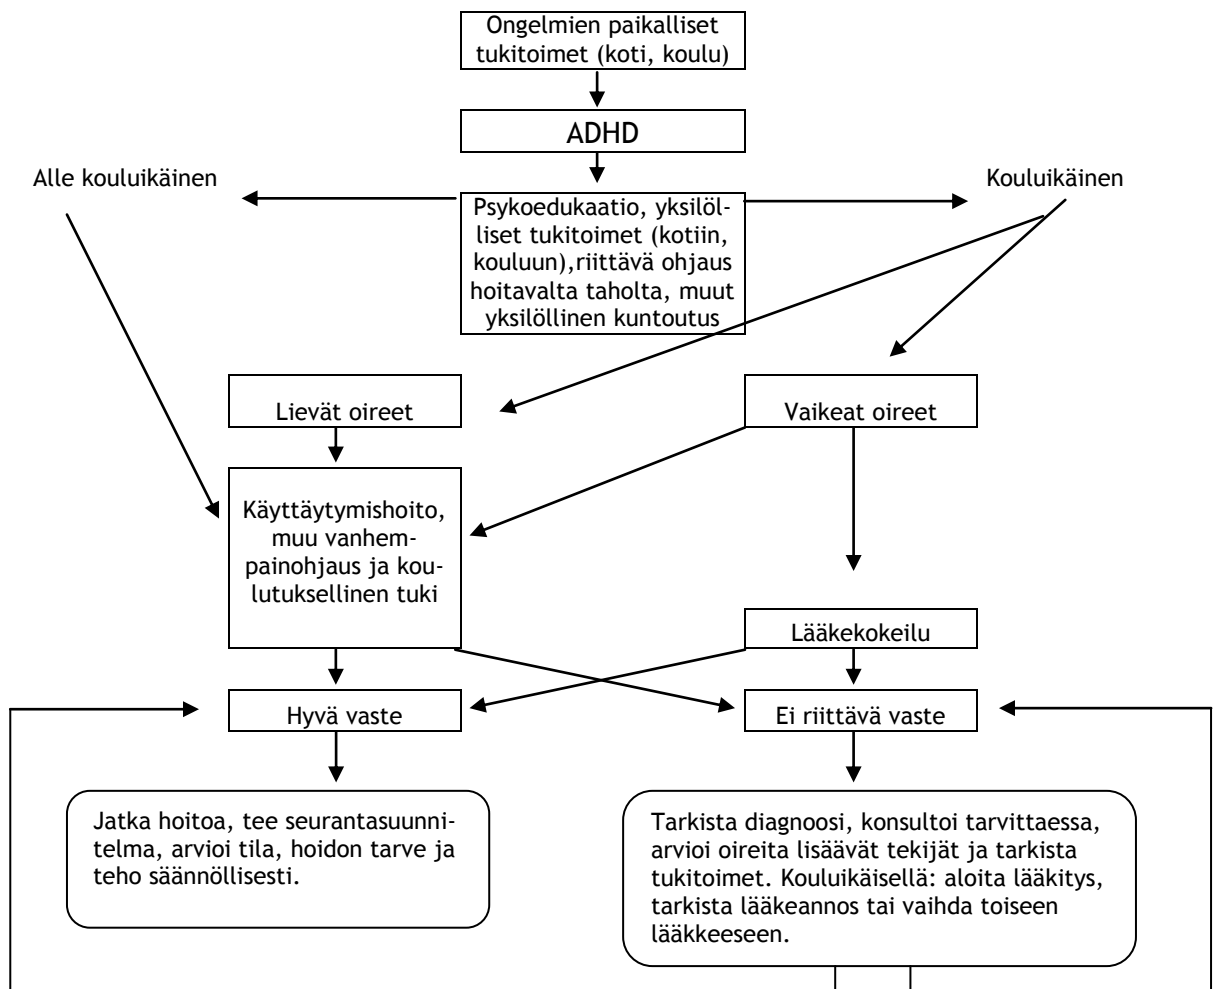 Ongelmien paikalliset
tukitoimet (koti, koulu)
ADHD
Alle kouluikäinen
Kouluikäinen
Psykoedukaatio, yksilöl-
liset tukitoimet (kotiin,
kouluun),riittävä ohjaus
hoitavalta taholta, muut
yksilöllinen kuntoutus
Lievät oireet
Vaikeat oireet
Käyttäytymishoito,
muu vanhem-
painohjaus ja kou-
lutuksellinen tuki
Lääkekokeilu
Hyvä vaste
Ei riittävä vaste
Jatka hoitoa, tee seurantasuunni-
telma, arvioi tila, hoidon tarve ja
teho säännöllisesti.
Tarkista diagnoosi, konsultoi tarvittaessa,
arvioi oireita lisäävät tekijät ja tarkista
tukitoimet. Kouluikäisellä: aloita lääkitys,
tarkista lääkeannos tai vaihda toiseen
lääkkeeseen.